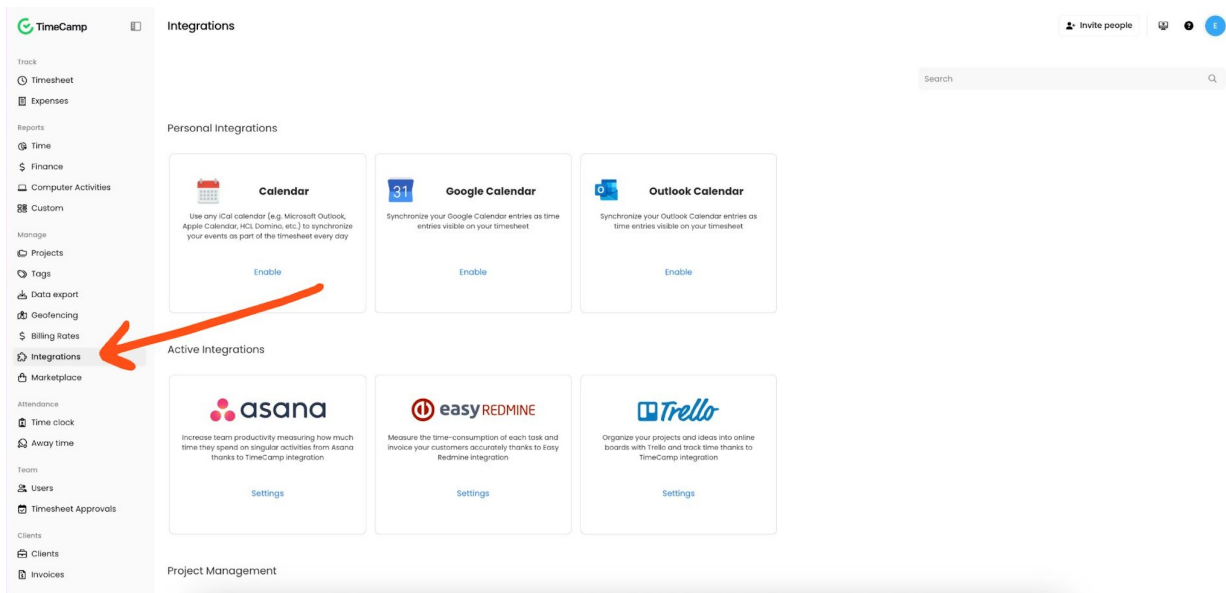 TimeCamp
Integrations
Invite people
E
Track
Timesheet
Expenses
Reports
Time
Finance
Computer Activities
Custom
Manage
Projects
Tags
Data export
Geofencing
Billing Rates
Integrations
Marketplace
Attendance
Time clock
Away time
Team
Users
Timesheet Approvals
Clients
Clients
Invoices
Search
Personal Integrations
Calendar
Use any iCal calendar (e.g. Microsoft Outlook,
Apple Calendar, HCL Domino, etc.) to synchronize
your events as part of the timesheet every day
Enable
31
Google Calendar
Synchronize your Google Calendar entries as time
entries visible on your timesheet
Enable
Outlook Calendar
Synchronize your Outlook Calendar entries as
time entries visible on your timesheet
Enable
Active Integrations
asana
Increase team productivity measuring how much
time they spend on singular activities from Asana
thanks to TimeCamp integration
Settings
easy REDMINE
Measure the time-consumption of each task and
invoice your customers accurately thanks to Easy
Redmine integration
Settings
Trello
Organize your projects and ideas into online
boards with Trello and track time thanks to
TimeCamp integration
Settings
Project Management